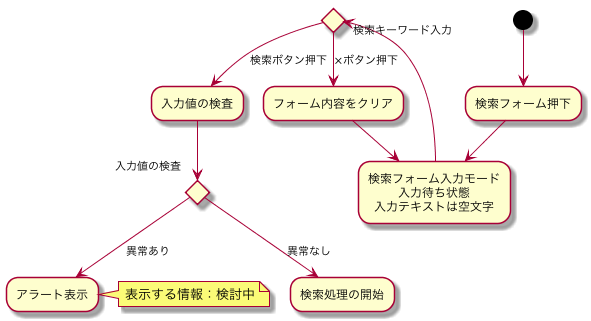 検索キーワード入力
検索ボタン押下
×ボタン押下
入力値の検査
フォーム内容をクリア
検索フォーム押下
入力値の検査
検索フォーム入力モード
入力待ち状態
入力テキストは空文字
異常あり
異常なし
アラート表示
表示する情報：検討中
検索処理の開始